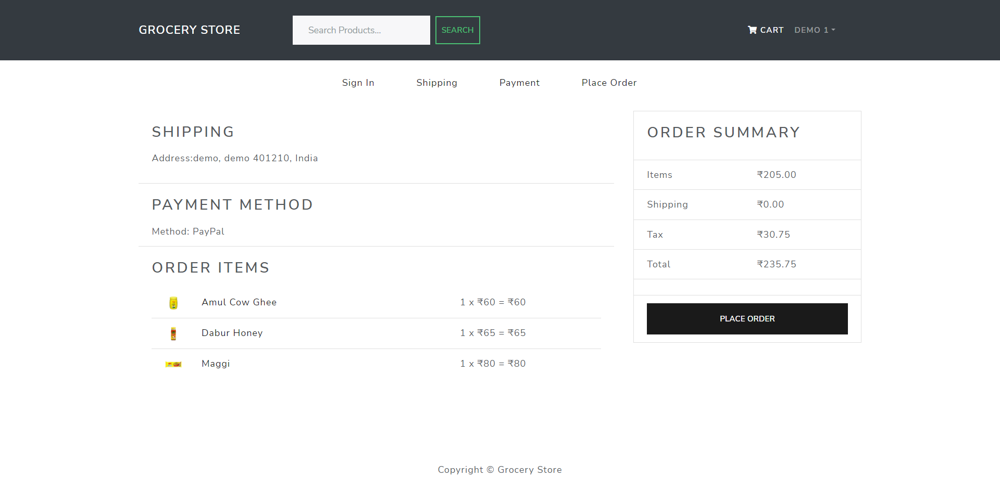 GROCERY STORE
Search Products...
SEARCH
CART
DEMO 1
Sign In
Shipping
Payment
Place Order
SHIPPING
Address:demo, demo 401210, India
PAYMENT METHOD
Method: PayPal
ORDER ITEMS
Amul Cow Ghee 1 x ₹60 = ₹60
Dabur Honey 1 x ₹65 = ₹65
Maggi 1 x ₹80 = ₹80
ORDER SUMMARY
Items ₹205.00
Shipping ₹0.00
Tax ₹30.75
Total ₹235.75
PLACE ORDER
Copyright © Grocery Store